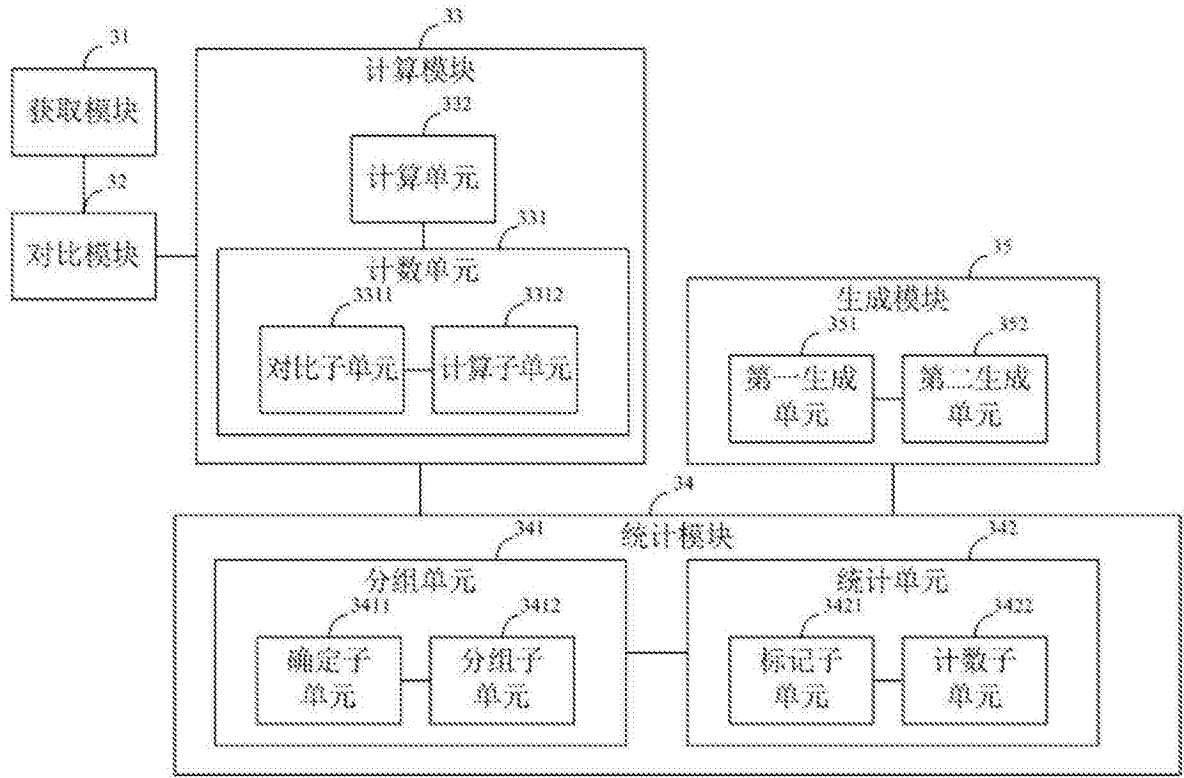 31
获取模块
32
对比模块
33
计算模块
332
计算单元
331
计数单元
3311
对比子单元
3312
计算子单元
35
生成模块
351
第一生成
单元
352
第二生成
单元
34
统计模块
341
分组单元
3411
确定子
单元
3412
分组子
单元
342
统计单元
3421
标记子
单元
3422
计数子
单元